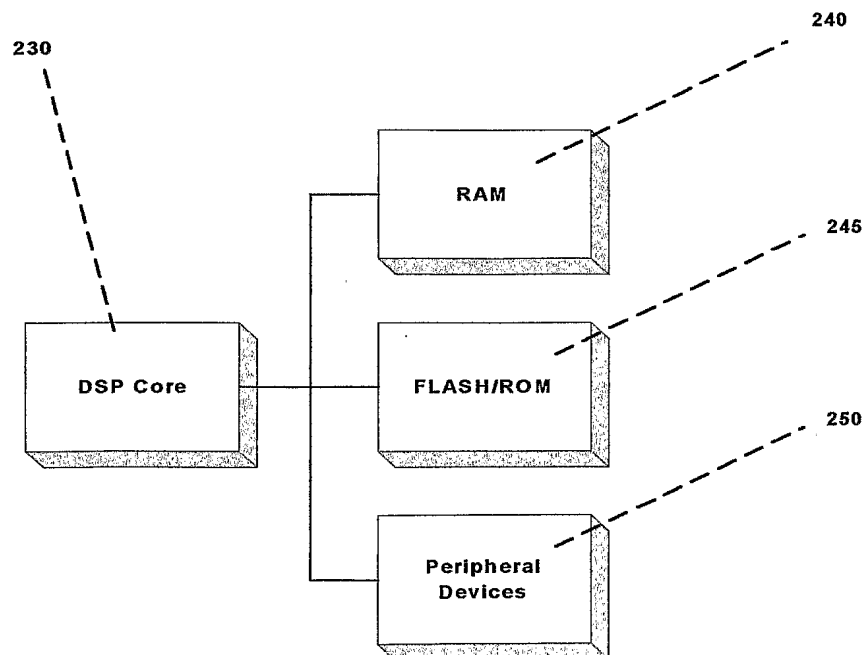 230
240
RAM
245
DSP Core
FLASH/ROM
250
Peripheral
Devices